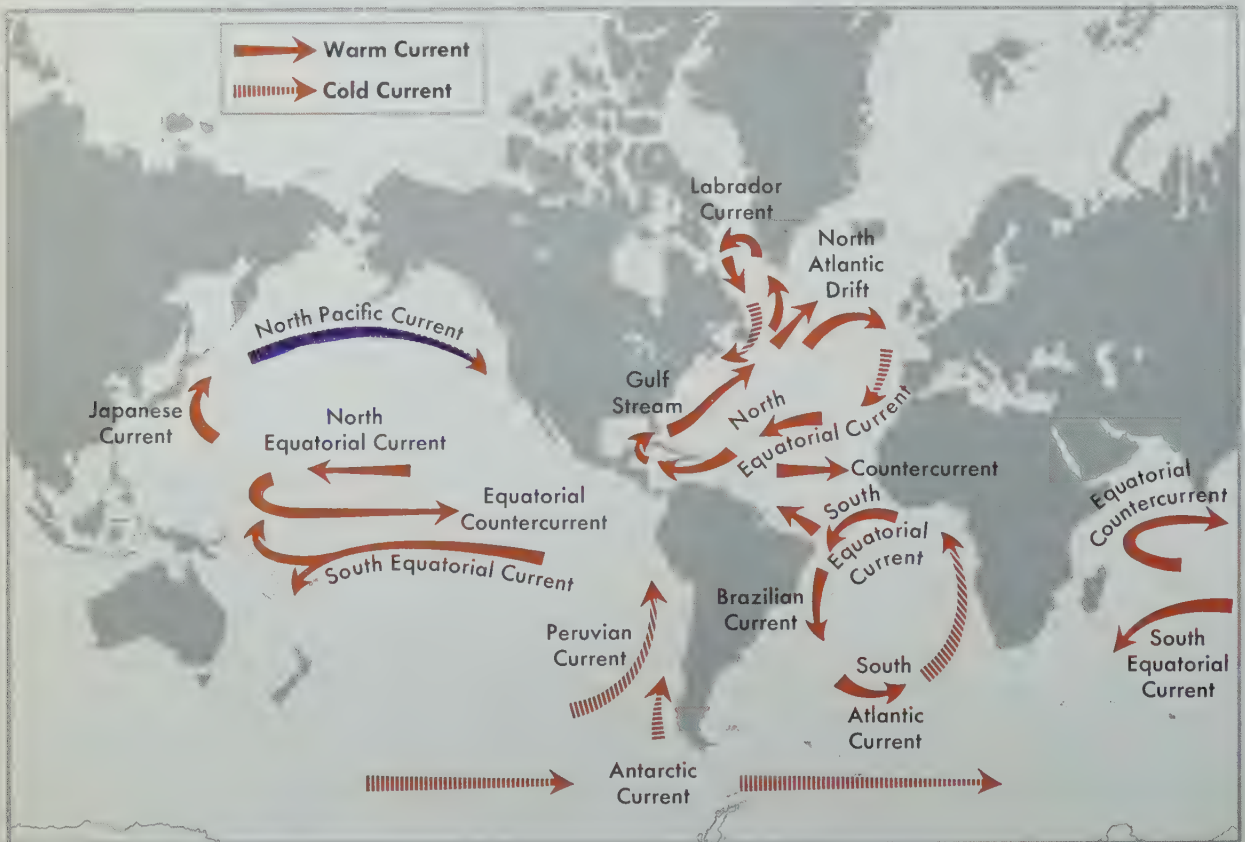 Warm Current
Cold Current
Labrador
Current
North
Atlantic
Drift
North Pacific Current
Gulf
Stream
Japanese
Current
North
Equatorial Current
North
Equatorial Current
Countercurrent
Equatorial
Countercurrent
South
Equatorial
Current
Equatorial
Countercurrent
South Equatorial Current
Brazilian
Current
Peruvian
Current
South
Atlantic
Current
South
Equatorial
Current
Antarctic
Current